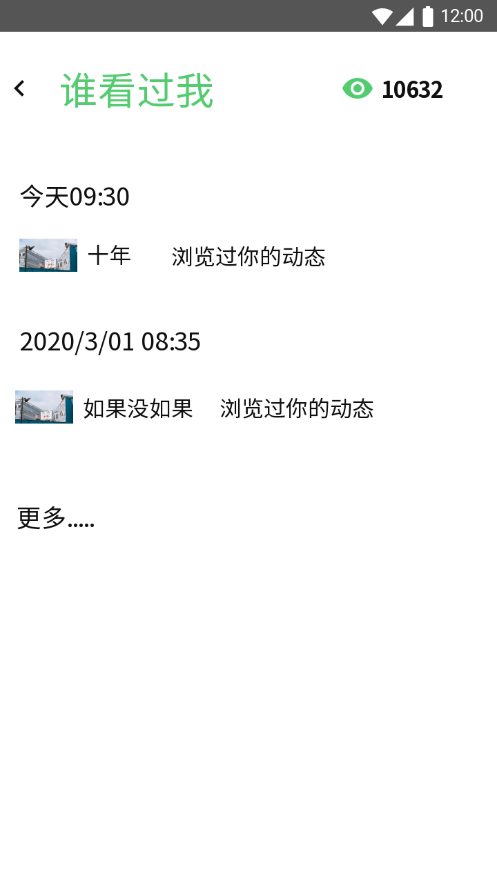 12:00
谁看过我 10632
今天09:30
十年 浏览过你的动态
2020/3/01 08:35
如果没如果 浏览过你的动态
更多.....